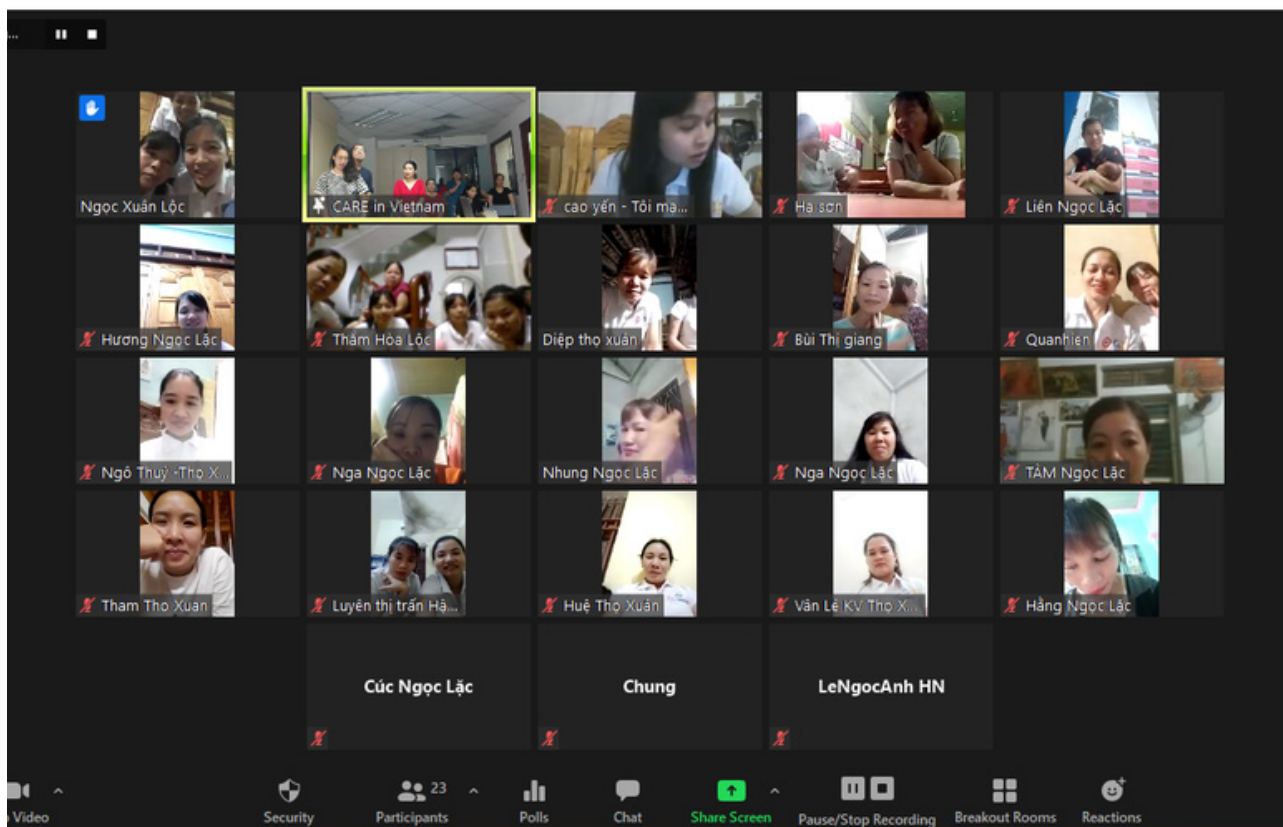 ...
Ngọc Xuân Lộc
CARE in Vietnam
cao yến - Tôi ma...
Hà sơn
Liên Ngọc Lặc
Hương Ngọc Lặc
Thắm Hòa Lộc
Diệp thọ xuân
Bùi Thị giang
Quanhien
Ngô Thuỷ -Thọ X...
Nga Ngọc Lặc
Nhung Ngọc Lặc
Nga Ngọc Lặc
TÂM Ngọc Lặc
Tham Tho Xuan
Luyên thị trấn Hậ...
Huệ Thọ Xuân
Vân Lê KV Thọ X...
Hằng Ngọc Lặc
Cúc Ngọc Lặc
Chung
LeNgocAnh HN
Video
Security
Participants
23
Polls
Chat
Share Screen
Pause/Stop Recording
Breakout Rooms
Reactions